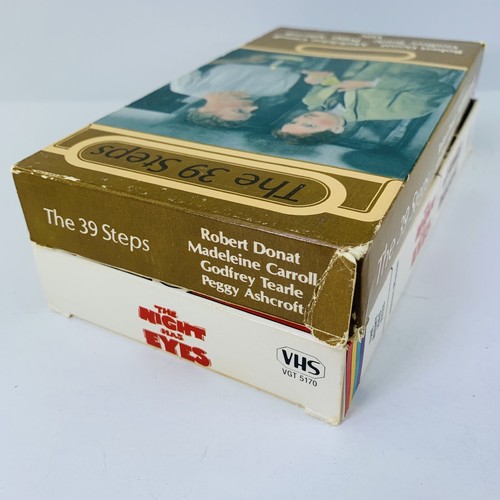 The 39 Steps
The 39 Steps
Robert Donat
Madeleine Carroll
Godfrey Tearle
Peggy Ashcroft
The 39 Steps
THE
NIGHT
HAS
EYES
VHS
VGT 5170